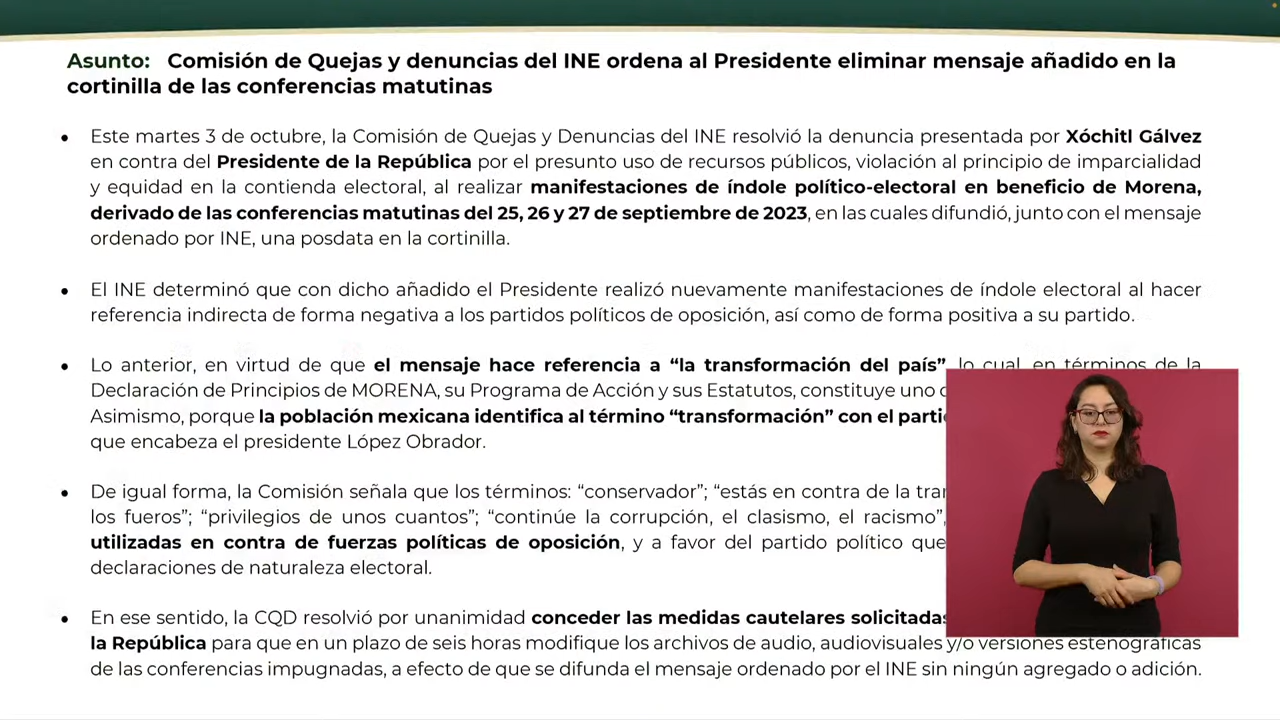 Asunto: Comisión de Quejas y denuncias del INE ordena al Presidente eliminar mensaje añadido en la
cortinilla de las conferencias matutinas
• Este martes 3 de octubre, la Comisión de Quejas y Denuncias del INE resolvió la denuncia presentada por Xóchitl Gálvez
en contra del Presidente de la República por el presunto uso de recursos públicos, violación al principio de imparcialidad
y equidad en la contienda electoral, al realizar manifestaciones de índole político-electoral en beneficio de Morena,
derivado de las conferencias matutinas del 25, 26 y 27 de septiembre de 2023, en las cuales difundió, junto con el mensaje
ordenado por INE, una posdata en la cortinilla.
• El INE determinó que con dicho añadido el Presidente realizó nuevamente manifestaciones de índole electoral al hacer
referencia indirecta de forma negativa a los partidos políticos de oposición, así como de forma positiva a su partido.
• Lo anterior, en virtud de que el mensaje hace referencia a “la transformación del país” lo cual, en términos de la
Declaración de Principios de MORENA, su Programa de Acción y sus Estatutos, constituye uno
Asimismo, porque la población mexicana identifica al término “transformación” con el
que encabeza el presidente López Obrador.
• De igual forma, la Comisión señala que los términos: “conservador”; “estás en contra de la
los fueros”; “privilegios de unos cuantos”; “continúe la corrupción, el clasismo, el racismo”,
utilizadas en contra de fuerzas políticas de oposición, y a favor del partido político que
declaraciones de naturaleza electoral.
• En ese sentido, la CQD resolvió por unanimidad conceder las medidas cautelares solicitadas
la República para que en un plazo de seis horas modifique los archivos de audio, audiovisuales y/o versiones estenográficas
de las conferencias impugnadas, a efecto de que se difunda el mensaje ordenado por el INE sin ningún agregado o adición.